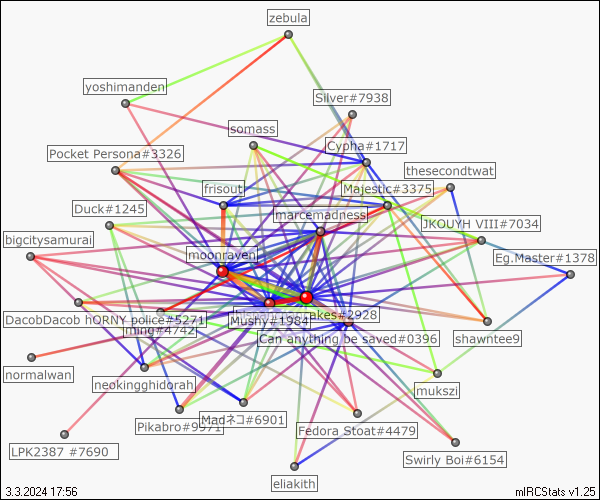 zebula
yoshimanden
Silver#7938
somass
Cypha#1717
Pocket Persona#3326
thesecondtwat
frisout
Majestic#3375
Duck#1245
marcemadness
JKOUYH VIII#7034
bigcitysamurai
moonraven
Eg.Master#1378
akes#2928
DacobDacob hORNY police#5271
Mushy#1984
ming#4742
Can anything be saved#0396
shawntee9
normalwan
neokingghidorah
mukszi
Pikabro#9971
Madネコ#6901
Fedora Stoat#4479
LPK2387 #7690
Swirly Boi#6154
eliakith
3.3.2024 17:56
mIRCStats v1.25